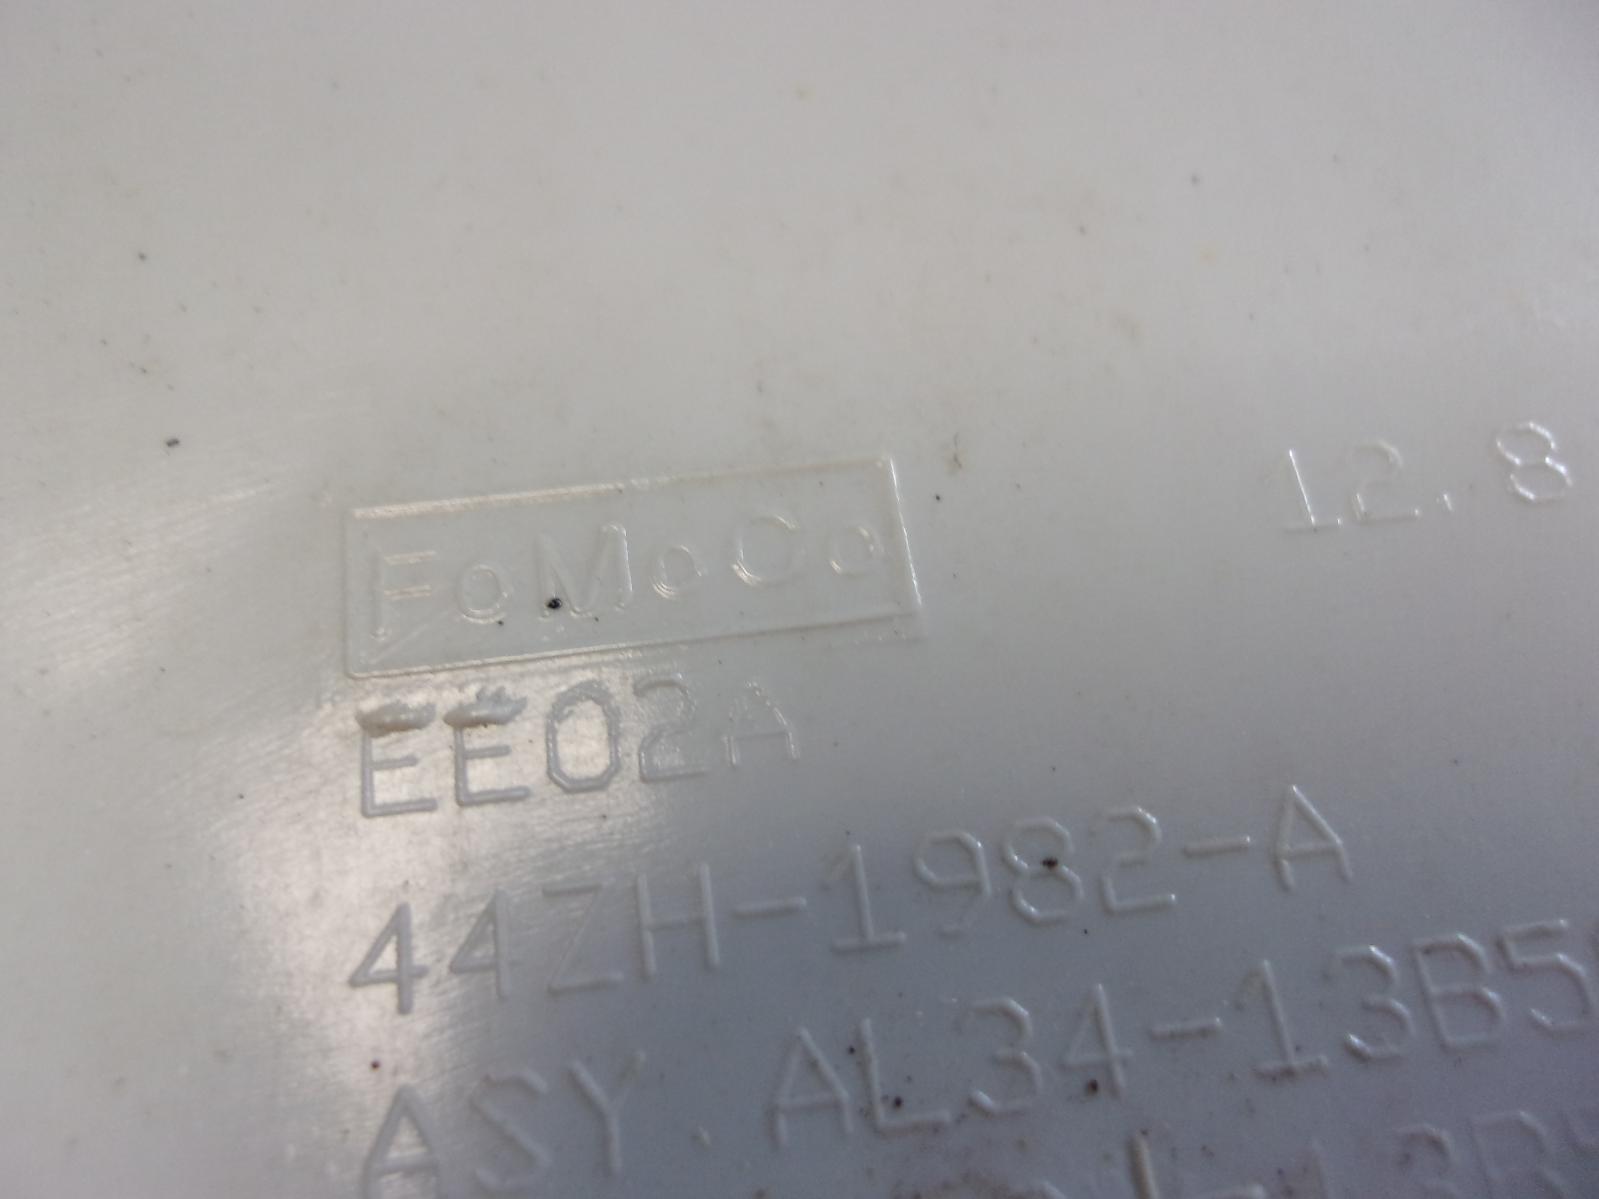 12.8
FoMoCo
EE02A
44ZH-1982-A
ASY. AL34-13B5